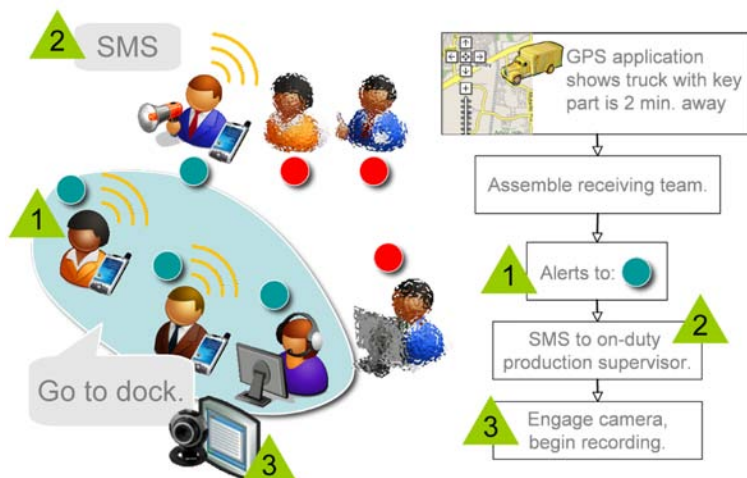 2
SMS
1
Go to dock.
3
GPS application
shows truck with key
part is 2 min. away
Assemble receiving team.
1
Alerts to:
SMS to on-duty
production supervisor.
2
3
Engage camera,
begin recording.